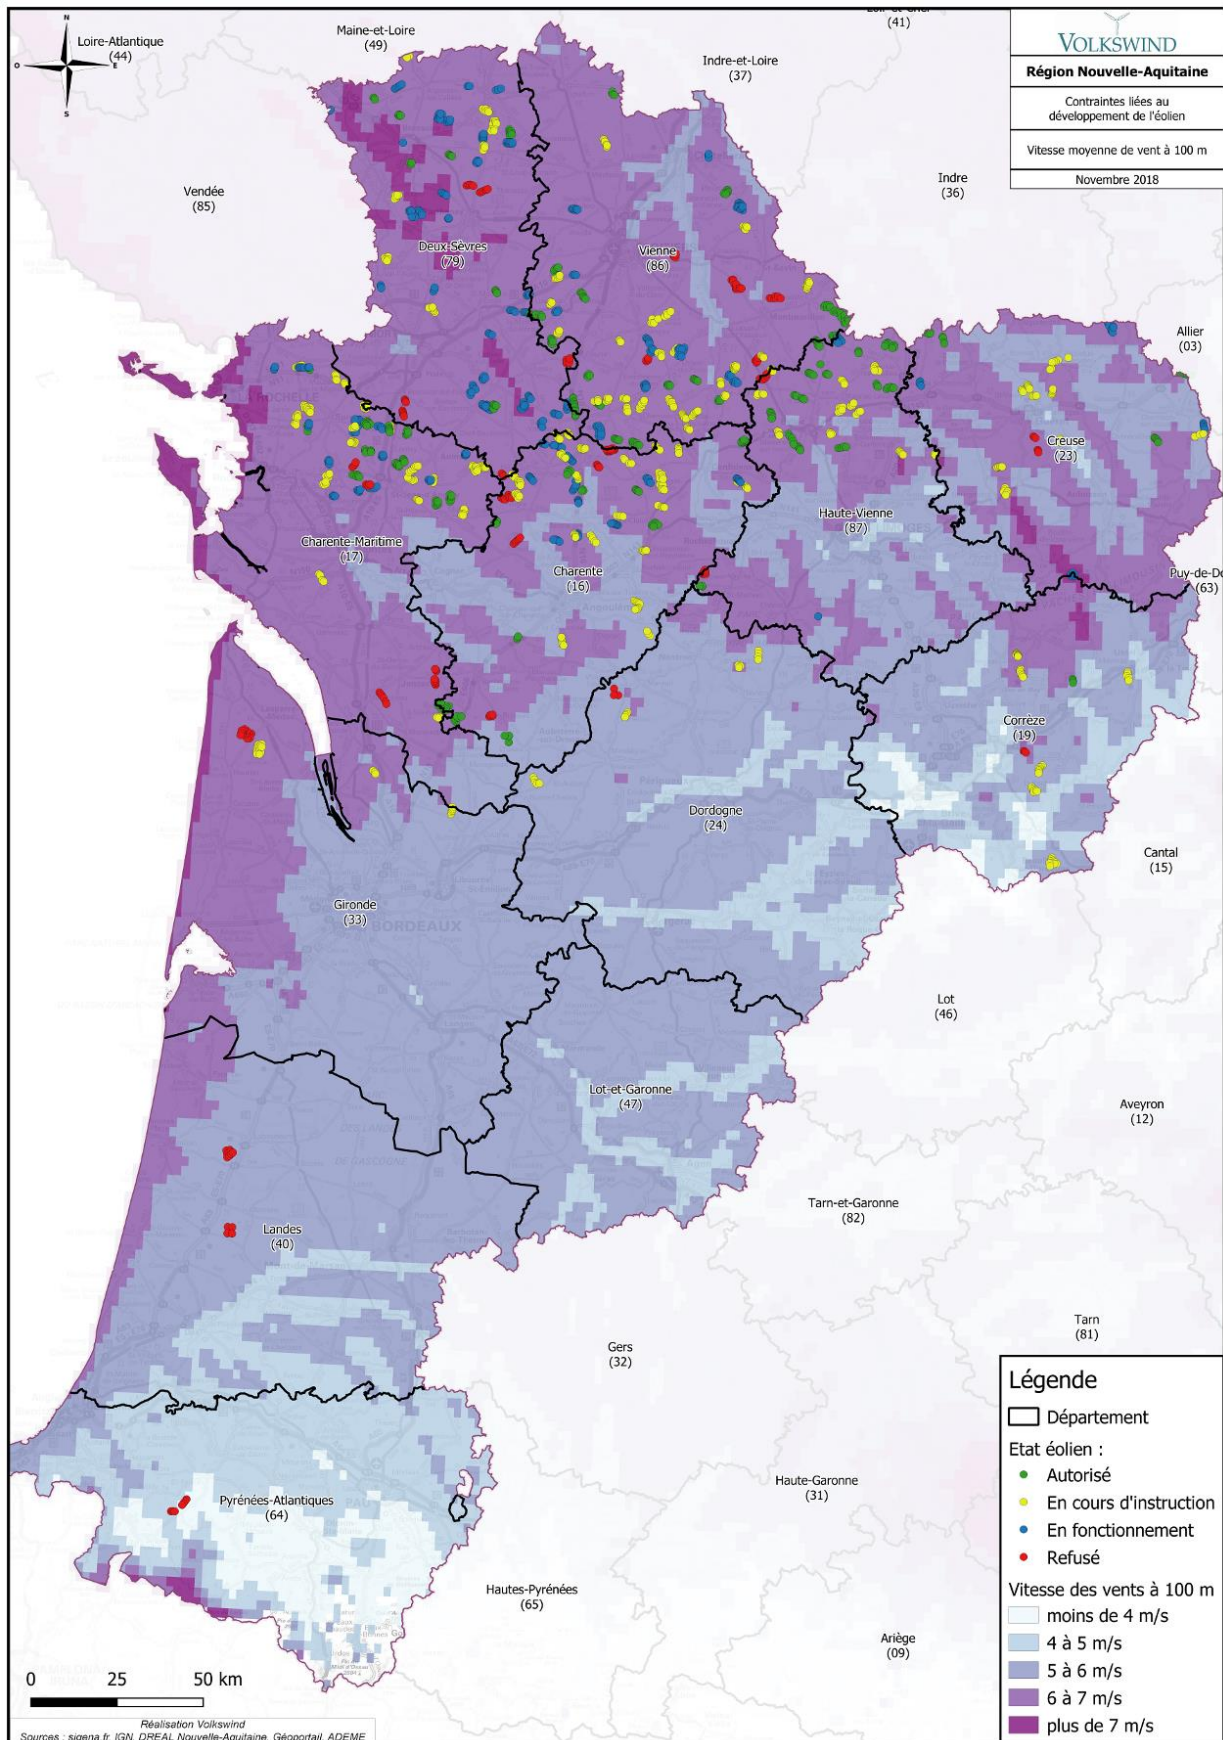 Loir-et-Cher
(41)
Maine-et-Loire
(49)
Loire-Atlantique
(44)
Indre-et-Loire
(37)
N
O
E
S
VOLKSWIND
Région Nouvelle-Aquitaine
Contraintes liées au
développement de l'éolien
Vitesse moyenne de vent à 100 m
Novembre 2018
Vendée
(85)
Indre
(36)
Deux-Sèvres
(79)
Vienne
(86)
Allier
(03)
LA ROCHELLE
Creuse
(23)
Haute-Vienne
(87)
Charente-Maritime
(17)
Charente
(16)
Puy-de-Dô
(63)
Corrèze
(19)
Dordogne
(24)
Cantal
(15)
Gironde
(33)
BORDEAUX
Lot
(46)
Lot-et-Garonne
(47)
Aveyron
(12)
Tarn-et-Garonne
(82)
Landes
(40)
Tarn
(81)
Gers
(32)
Haute-Garonne
(31)
Pyrénées-Atlantiques
(64)
PAU
Hautes-Pyrénées
(65)
Ariège
(09)
Légende
Département
Etat éolien :
Autorisé
En cours d'instruction
En fonctionnement
Refusé
Vitesse des vents à 100 m
moins de 4 m/s
4 à 5 m/s
5 à 6 m/s
6 à 7 m/s
plus de 7 m/s
0 25 50 km
Réalisation Volkswind
Sources : sigena.fr, IGN, DREAL Nouvelle-Aquitaine, Géoportail, ADEME